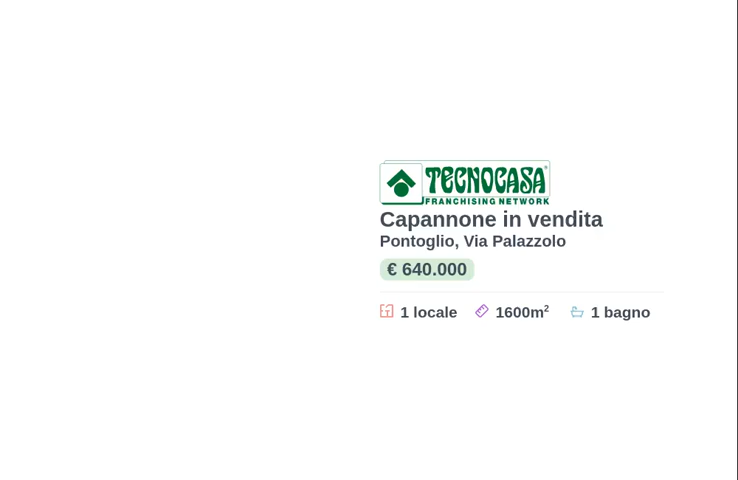 TECNOCASA®
FRANCHISING NETWORK
Capannone in vendita
Pontoglio, Via Palazzolo
€ 640.000
1 locale 1600m² 1 bagno